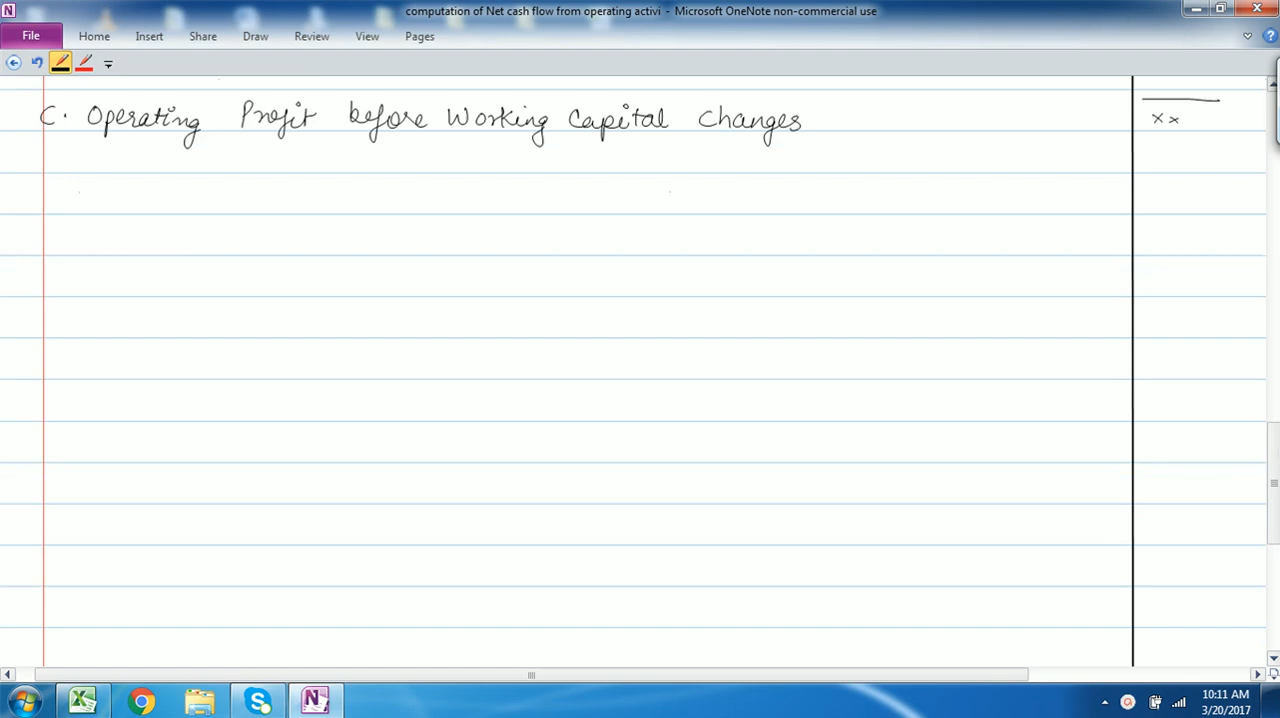 computation of Net cash flow from operating activi - Microsoft OneNote non-commercial use
File Home Insert Share Draw Review View Pages
C. Operating Profit before Working Capital Changes xx
10:11 AM
3/20/2017